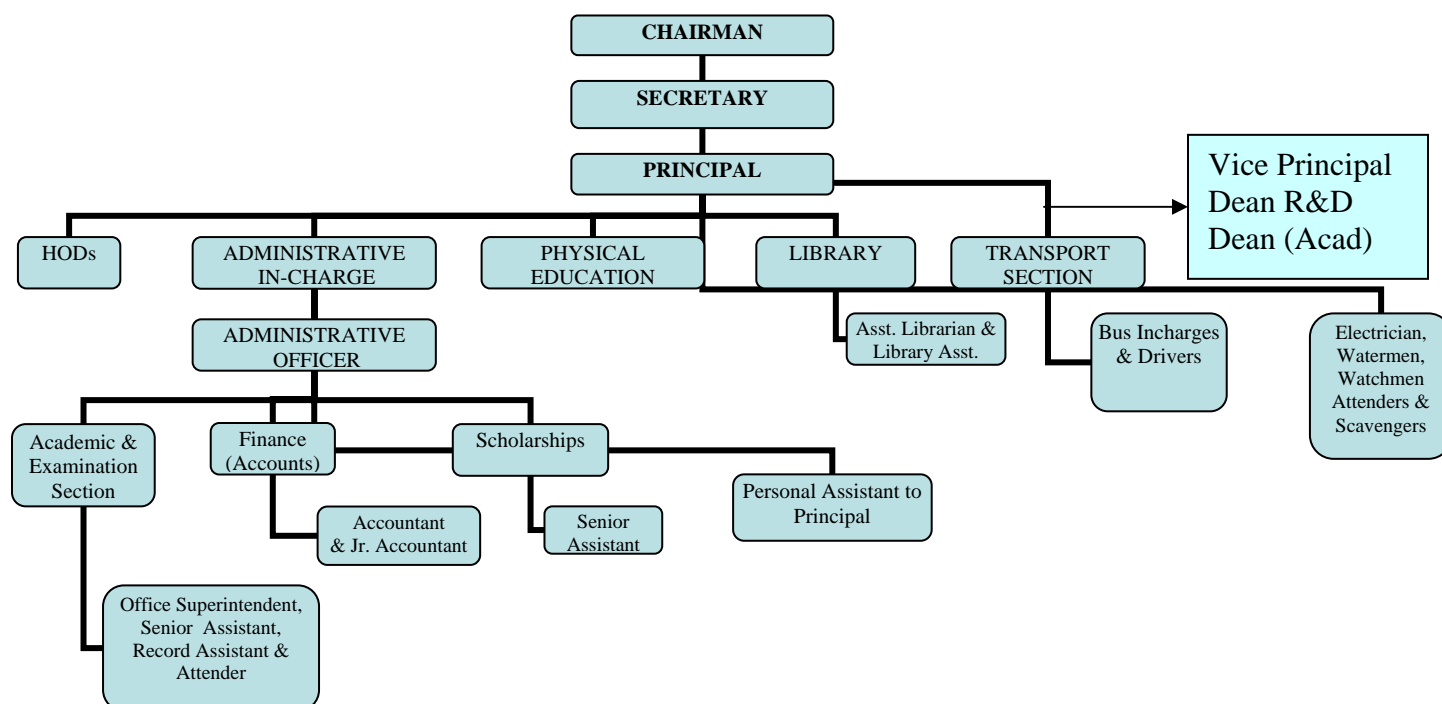 CHAIRMAN
SECRETARY
PRINCIPAL
Vice Principal
Dean R&D
Dean (Acad)
HODs
ADMINISTRATIVE
IN-CHARGE
PHYSICAL
EDUCATION
LIBRARY
TRANSPORT
SECTION
ADMINISTRATIVE
OFFICER
Asst. Librarian &
Library Asst.
Bus Incharges
& Drivers
Electrician,
Watermen,
Watchmen
Attenders &
Scavengers
Academic &
Examination
Section
Finance
(Accounts)
Scholarships
Personal Assistant to
Principal
Accountant
& Jr. Accountant
Senior
Assistant
Office Superintendent,
Senior Assistant,
Record Assistant &
Attender